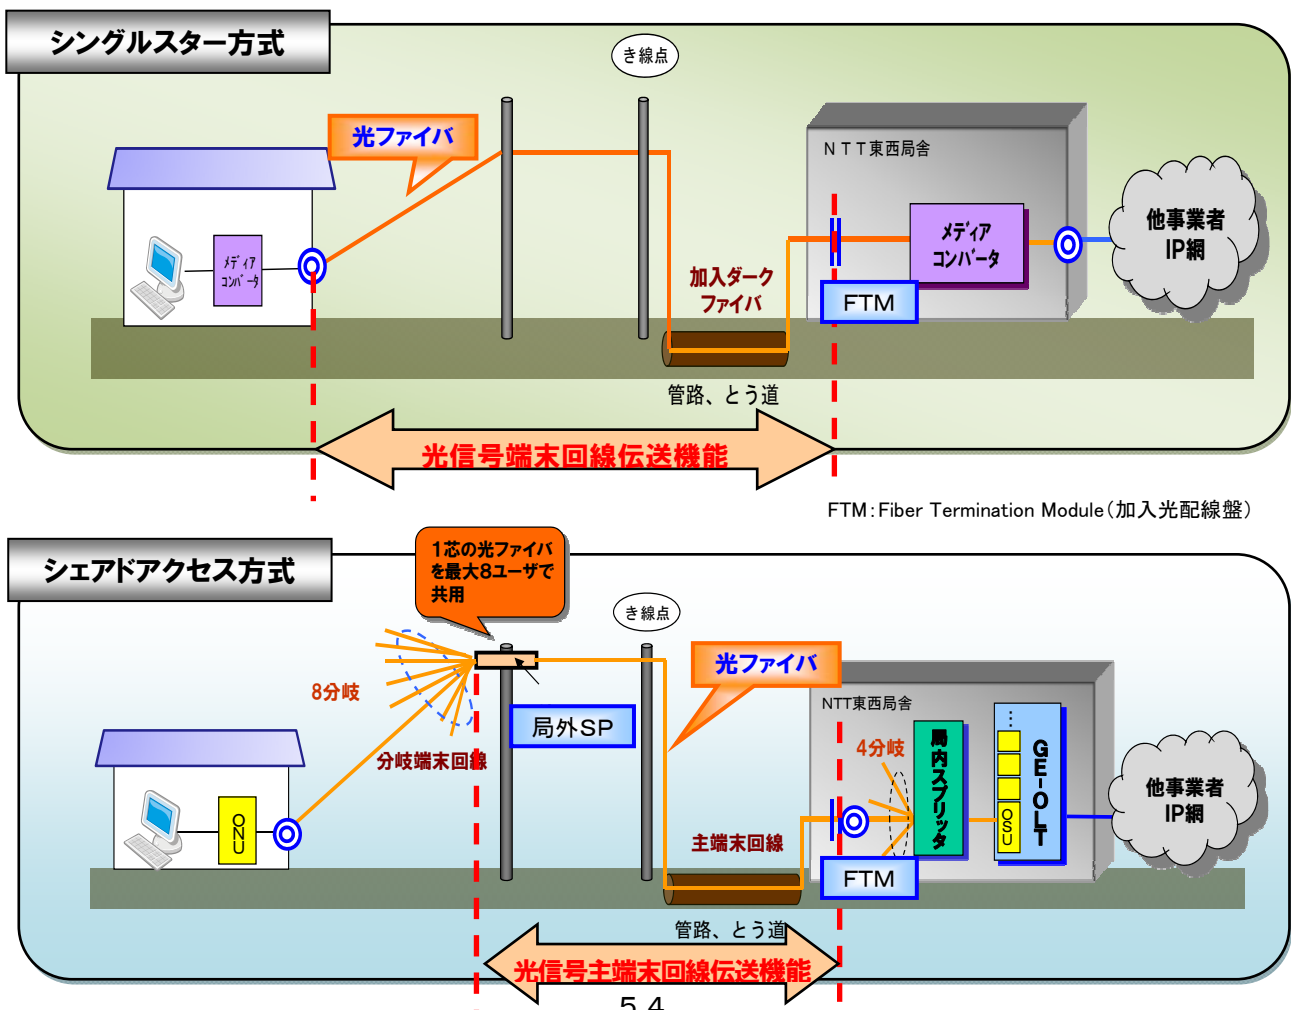 シングルスター方式
き線点
光ファイバ
ＮＴＴ東西局舎
メディア
コンバータ
メディア
コンバータ
他事業者
IP網
加入ダーク
ファイバ
FTM
管路、とう道
光信号端末回線伝送機能
FTM：Fiber Termination Module（加入光配線盤）
シェアドアクセス方式
1芯の光ファイバ
を最大8ユーザで
共用
き線点
光ファイバ
8分岐
局外SP
分岐端末回線
NTT東西局舎
4分岐
局内スプリッタ
…
GE-OLT
OSU
ONU
他事業者
IP網
主端末回線
FTM
管路、とう道
光信号主端末回線伝送機能
５４